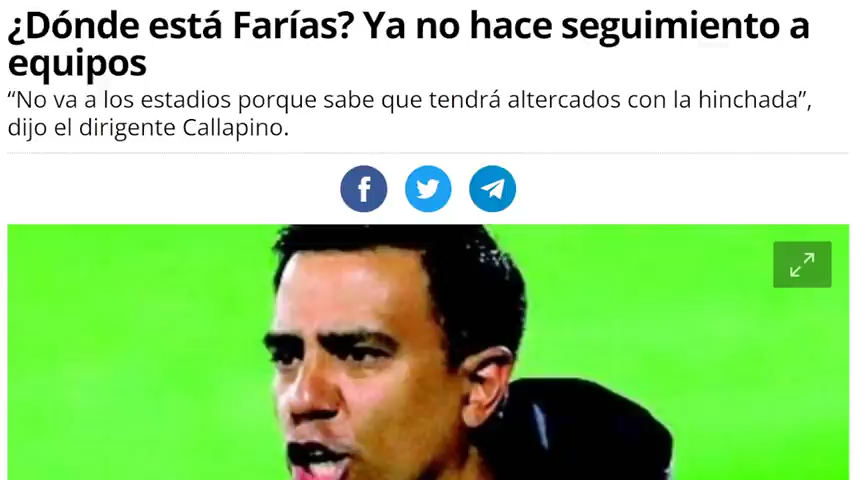 ¿Dónde está Farías? Ya no hace seguimiento a
equipos
“No va a los estadios porque sabe que tendrá altercados con la hinchada”,
dijo el dirigente Callapino.